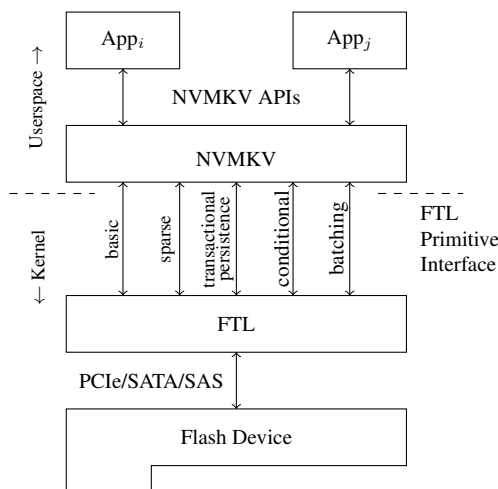 App_i
App_j
Userspace →
NVMKV APIs
NVMKV
← Kernel
basic
sparse
transactional
persistence
conditional
batching
FTL
Primitive
Interface
FTL
PCIe/SATA/SAS
Flash Device